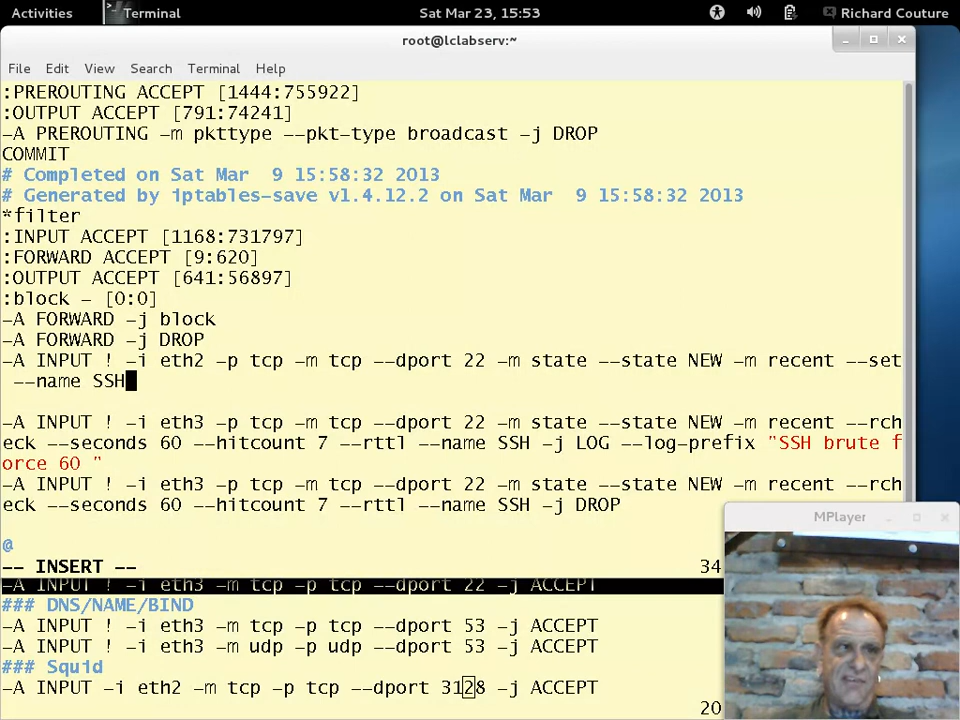 Activities Terminal Sat Mar 23, 15:53 Richard Couture
root@lclabserv:~
File Edit View Search Terminal Help
:PREROUTING ACCEPT [1444:755922]
:OUTPUT ACCEPT [791:74241]
-A PREROUTING -m pkttype --pkt-type broadcast -j DROP
COMMIT
# Completed on Sat Mar  9 15:58:32 2013
# Generated by iptables-save v1.4.12.2 on Sat Mar  9 15:58:32 2013
*filter
:INPUT ACCEPT [1168:731797]
:FORWARD ACCEPT [9:620]
:OUTPUT ACCEPT [641:56897]
:block - [0:0]
-A FORWARD -j block
-A FORWARD -j DROP
-A INPUT ! -i eth2 -p tcp -m tcp --dport 22 -m state --state NEW -m recent --set
 --name SSH
-A INPUT ! -i eth3 -p tcp -m tcp --dport 22 -m state --state NEW -m recent --rch
eck --seconds 60 --hitcount 7 --rttl --name SSH -j LOG --log-prefix "SSH brute f
orce 60 "
-A INPUT ! -i eth3 -p tcp -m tcp --dport 22 -m state --state NEW -m recent --rch
eck --seconds 60 --hitcount 7 --rttl --name SSH -j DROP
@
-- INSERT -- 34
-A INPUT ! -i eth3 -m tcp -p tcp --dport 22 -j ACCEPT
### DNS/NAME/BIND
-A INPUT ! -i eth3 -m tcp -p tcp --dport 53 -j ACCEPT
-A INPUT ! -i eth3 -m udp -p udp --dport 53 -j ACCEPT
### Squid
-A INPUT -i eth2 -m tcp -p tcp --dport 3128 -j ACCEPT
20
MPlayer